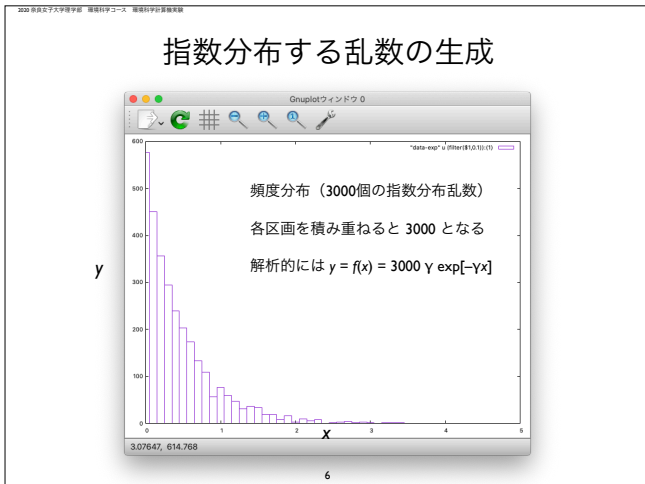 2020 奈良女子大学理学部　環境科学コース　環境科学計算機実験
指数分布する乱数の生成
Gnuplotウィンドウ 0
"data-exp" u (filter($1,0.1)):(1)
頻度分布（3000個の指数分布乱数）
各区画を積み重ねると 3000 となる
解析的には y = f(x) = 3000 γ exp[−γx]
y
600
500
400
300
200
100
0
0 1 2 3 4 5
x
3.07647, 614.768
6